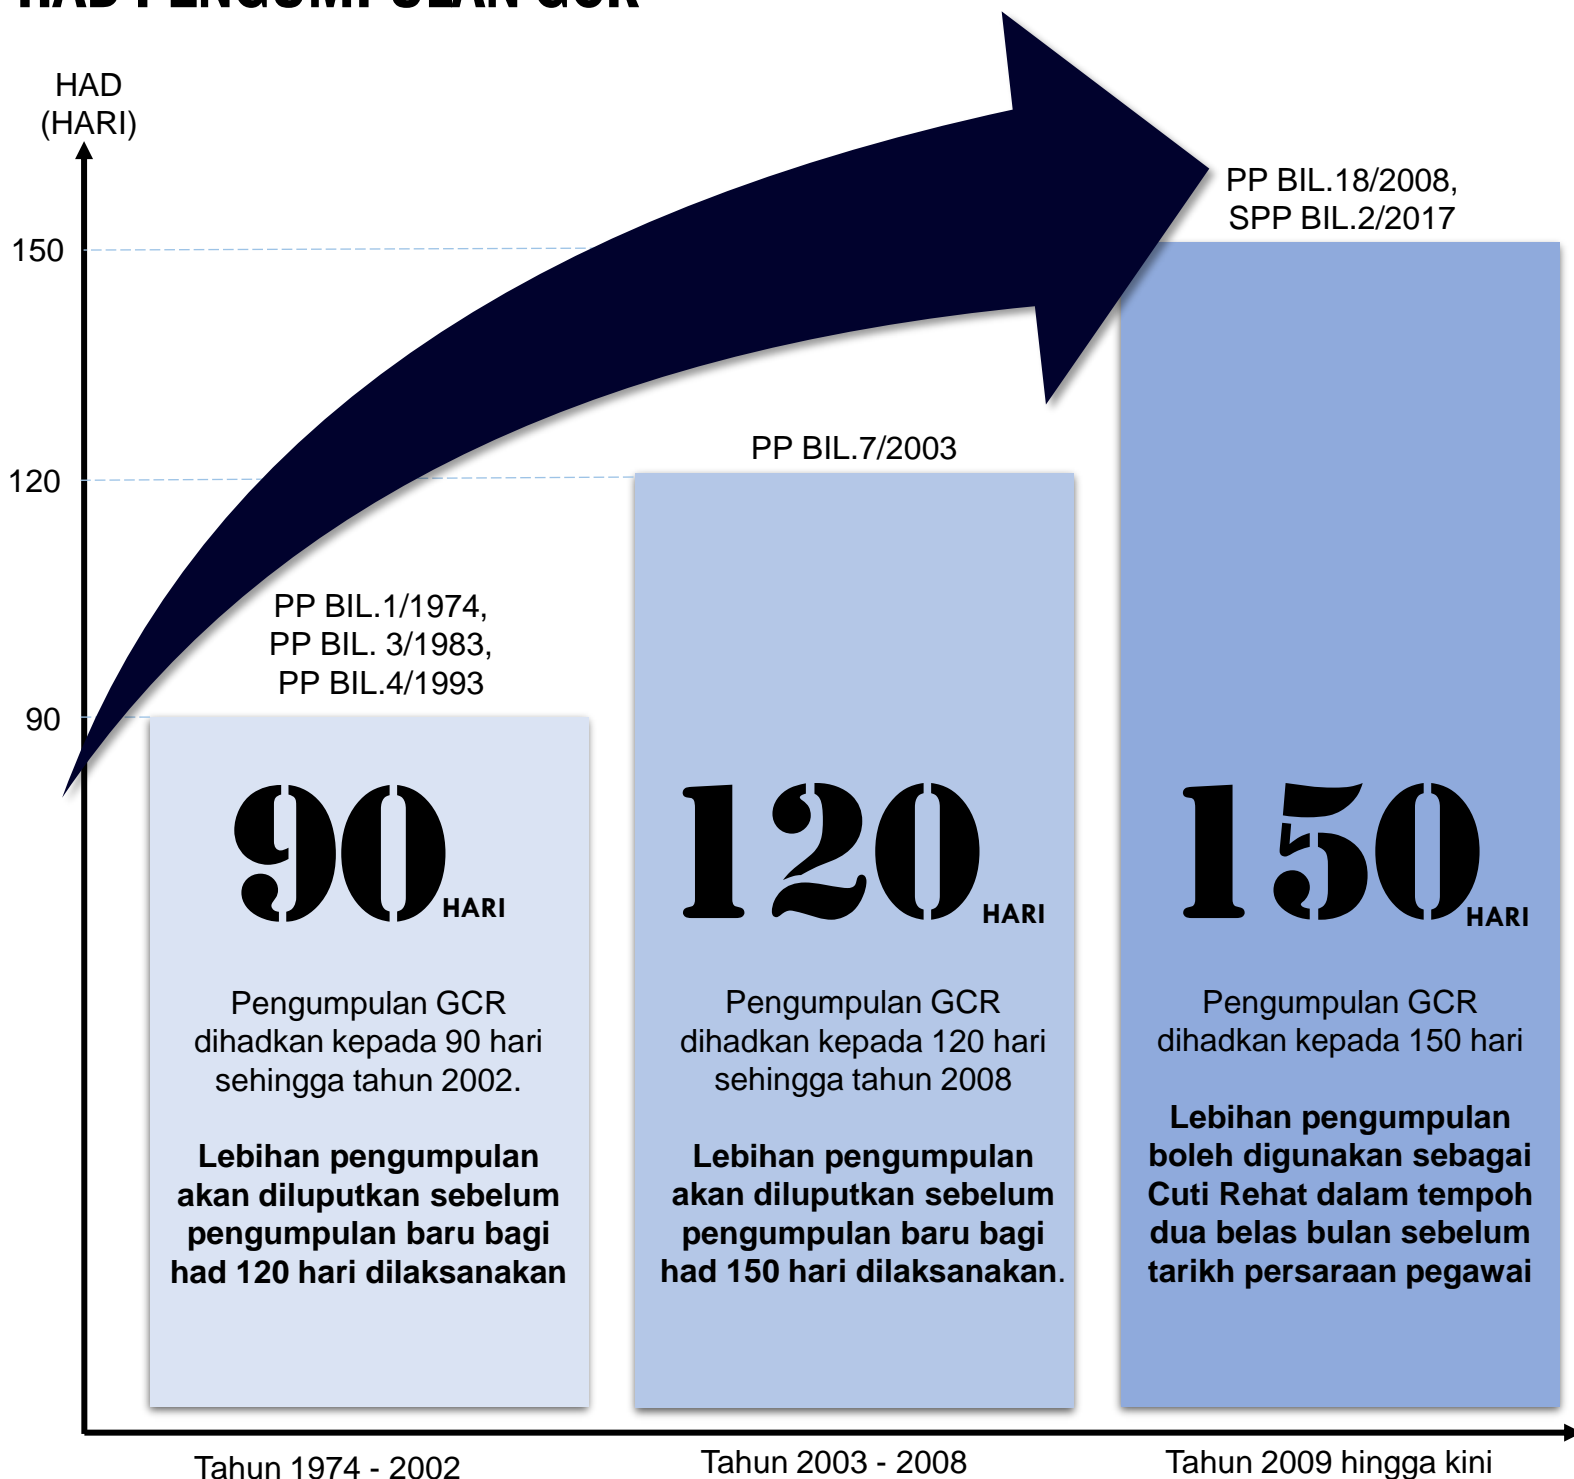 HAD PENGUMPULAN GCR
HAD
(HARI)
150
120
90
PP BIL.1/1974,
PP BIL. 3/1983,
PP BIL.4/1993
90 HARI
Pengumpulan GCR
dihadkan kepada 90 hari
sehingga tahun 2002.
Lebihan pengumpulan
akan diluputkan sebelum
pengumpulan baru bagi
had 120 hari dilaksanakan
Tahun 1974 - 2002
PP BIL.7/2003
120 HARI
Pengumpulan GCR
dihadkan kepada 120 hari
sehingga tahun 2008
Lebihan pengumpulan
akan diluputkan sebelum
pengumpulan baru bagi
had 150 hari dilaksanakan.
Tahun 2003 - 2008
PP BIL.18/2008,
SPP BIL.2/2017
150 HARI
Pengumpulan GCR
dihadkan kepada 150 hari
Lebihan pengumpulan
boleh digunakan sebagai
Cuti Rehat dalam tempoh
dua belas bulan sebelum
tarikh persaraan pegawai
Tahun 2009 hingga kini